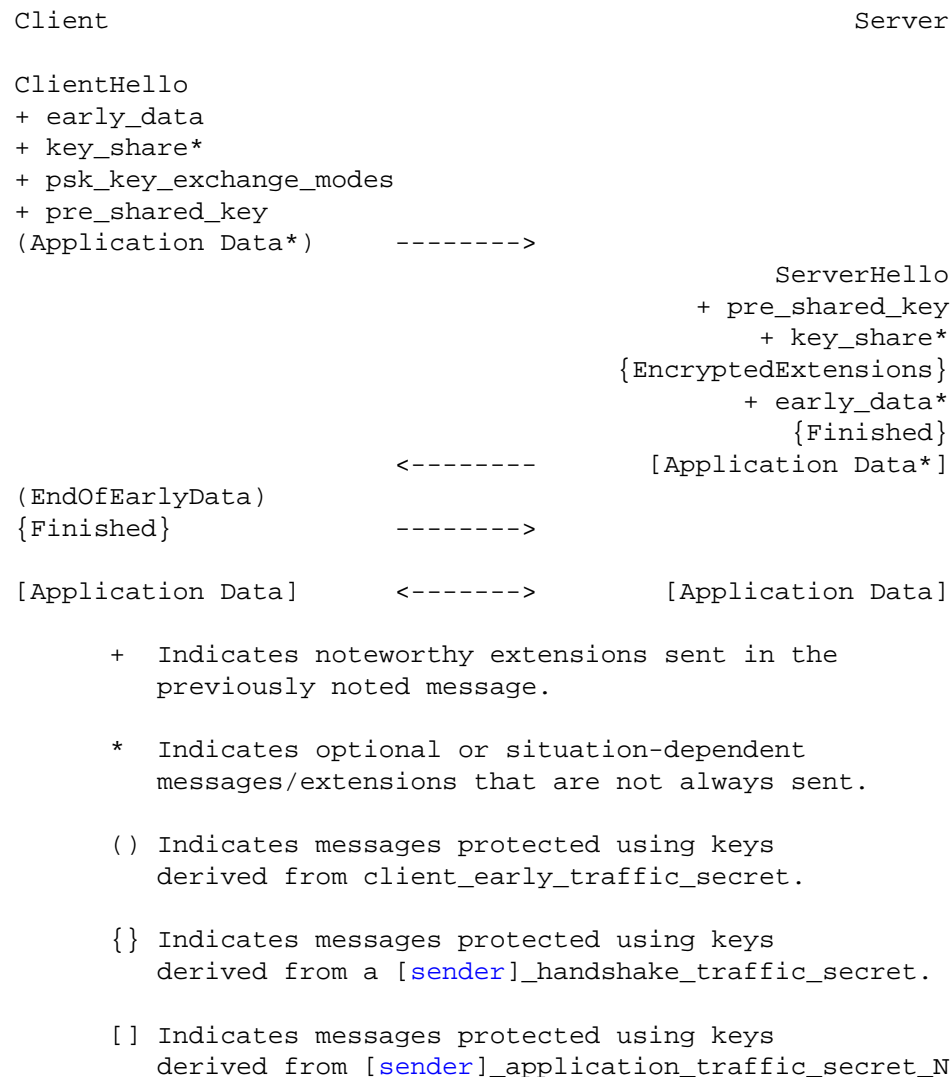 Client                                               Server

ClientHello
+ early_data
+ key_share*
+ psk_key_exchange_modes
+ pre_shared_key
(Application Data*)     -------->
                                                ServerHello
                                           + pre_shared_key
                                               + key_share*
                                      {EncryptedExtensions}
                                              + early_data*
                                                 {Finished}
                        <--------       [Application Data*]
(EndOfEarlyData)
{Finished}              -------->

[Application Data]      <------->        [Application Data]

      +  Indicates noteworthy extensions sent in the
         previously noted message.

      *  Indicates optional or situation-dependent
         messages/extensions that are not always sent.

      () Indicates messages protected using keys
         derived from client_early_traffic_secret.

      {} Indicates messages protected using keys
         derived from a [sender]_handshake_traffic_secret.

      [] Indicates messages protected using keys
         derived from [sender]_application_traffic_secret_N